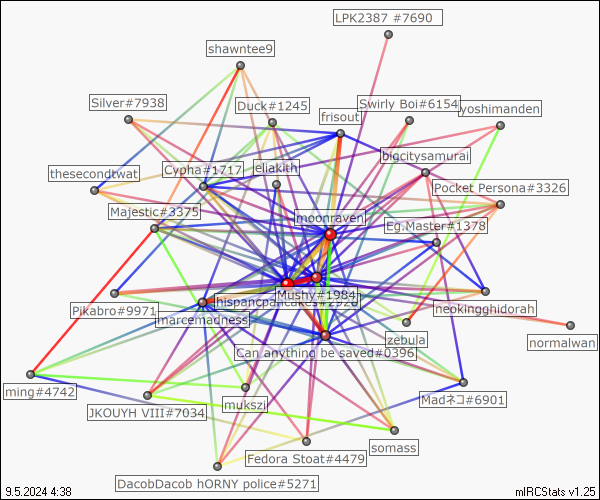 LPK2387 #7690
shawntee9
Silver#7938
Duck#1245
Swirly Boi#6154
yoshimanden
frisout
bigcitysamurai
thesecondtwat
Cypha#1717
eliakith
Pocket Persona#3326
Majestic#3375
moonraven
Eg.Master#1378
Mushy#1984
Pikabro#9971
marcemadness
neokingghidorah
zebula
normalwan
Can anything be saved#0396
ming#4742
JKOUYH VIII#7034
mukszi
Madネコ#6901
somass
Fedora Stoat#4479
DacobDacob hORNY police#5271
9.5.2024 4:38
mIRCStats v1.25